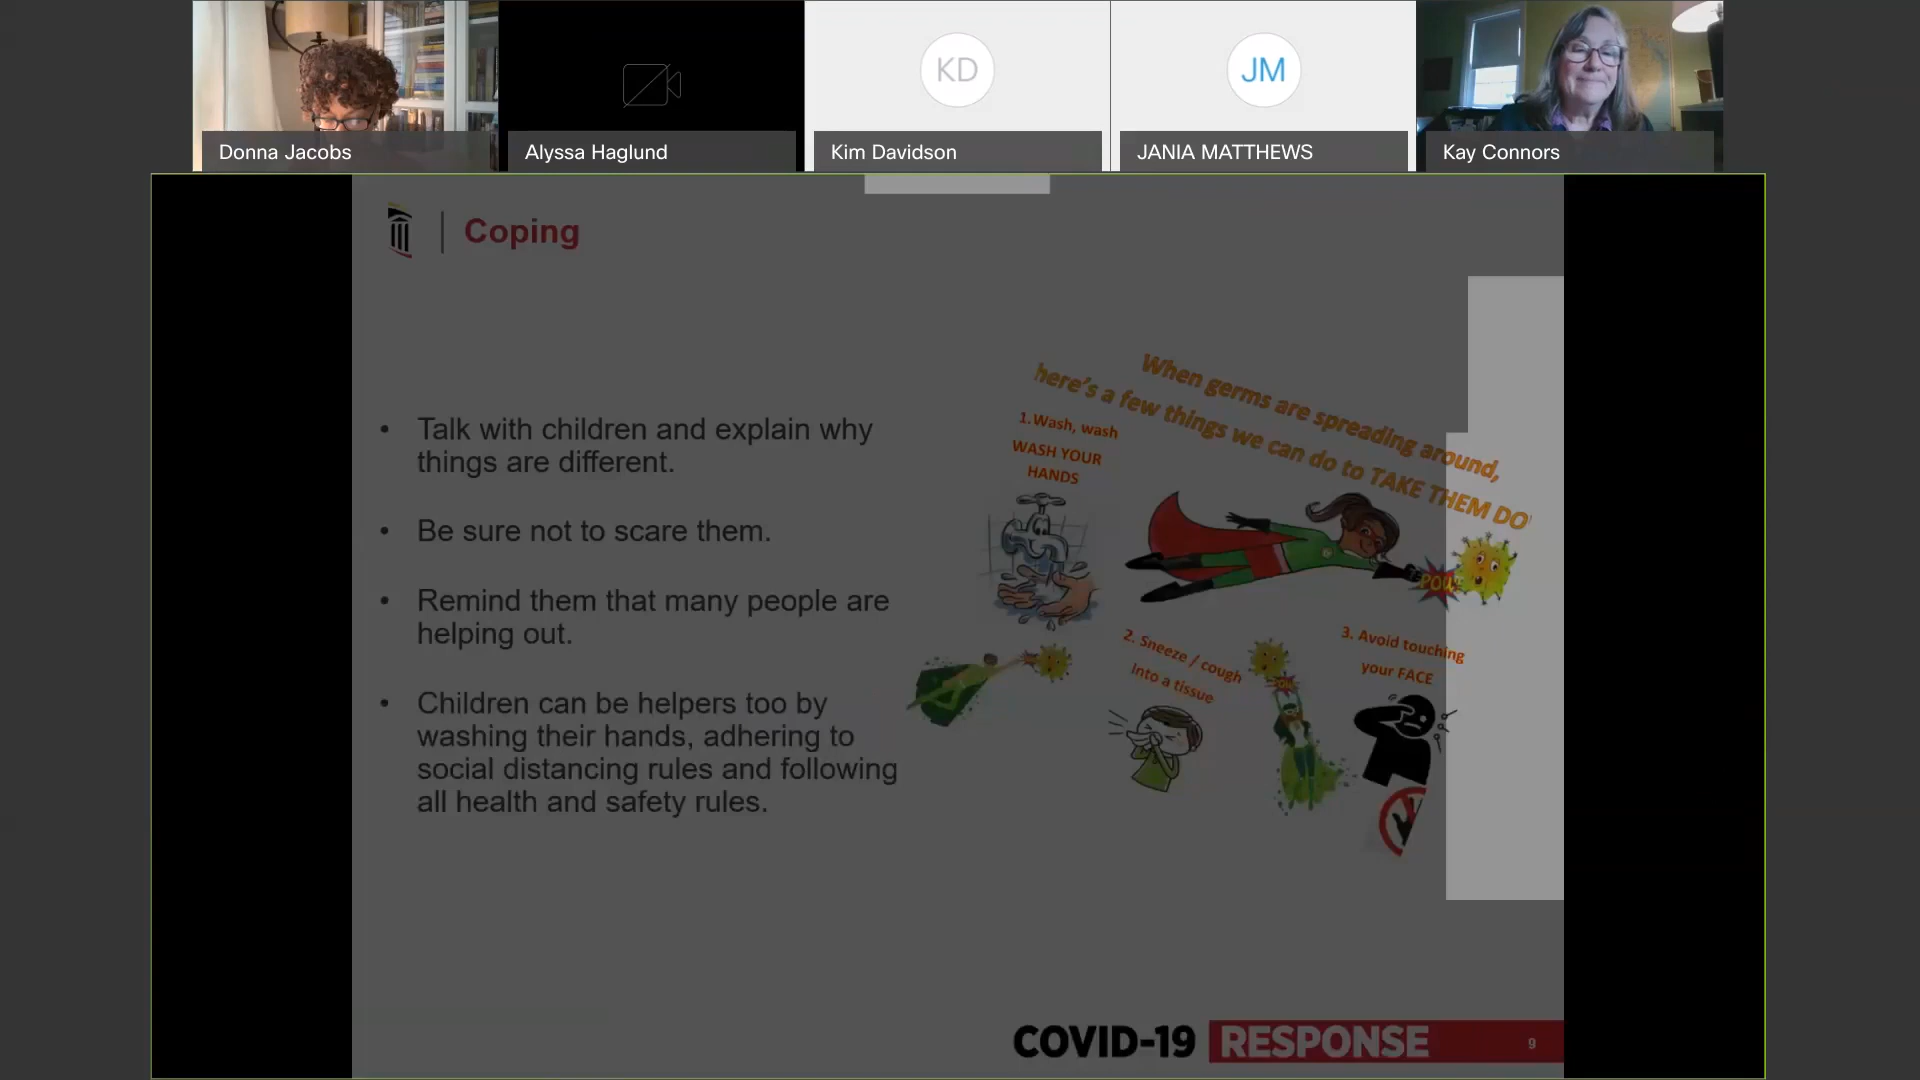 Donna Jacobs
Alyssa Haglund
KD
Kim Davidson
JM
JANIA MATTHEWS
Kay Connors
Coping
• Talk with children and explain why
things are different.
• Be sure not to scare them.
• Remind them that many people are
helping out.
• Children can be helpers too by
washing their hands, adhering to
social distancing rules and following
all health and safety rules.
When germs are spreading around,
here's a few things we can do to TAKE THEM DO
1.Wash, wash
WASH YOUR
HANDS
POW
2. Sneeze / cough
Into a tissue
POW
3. Avoid touching
your FACE
COVID-19 RESPONSE
9